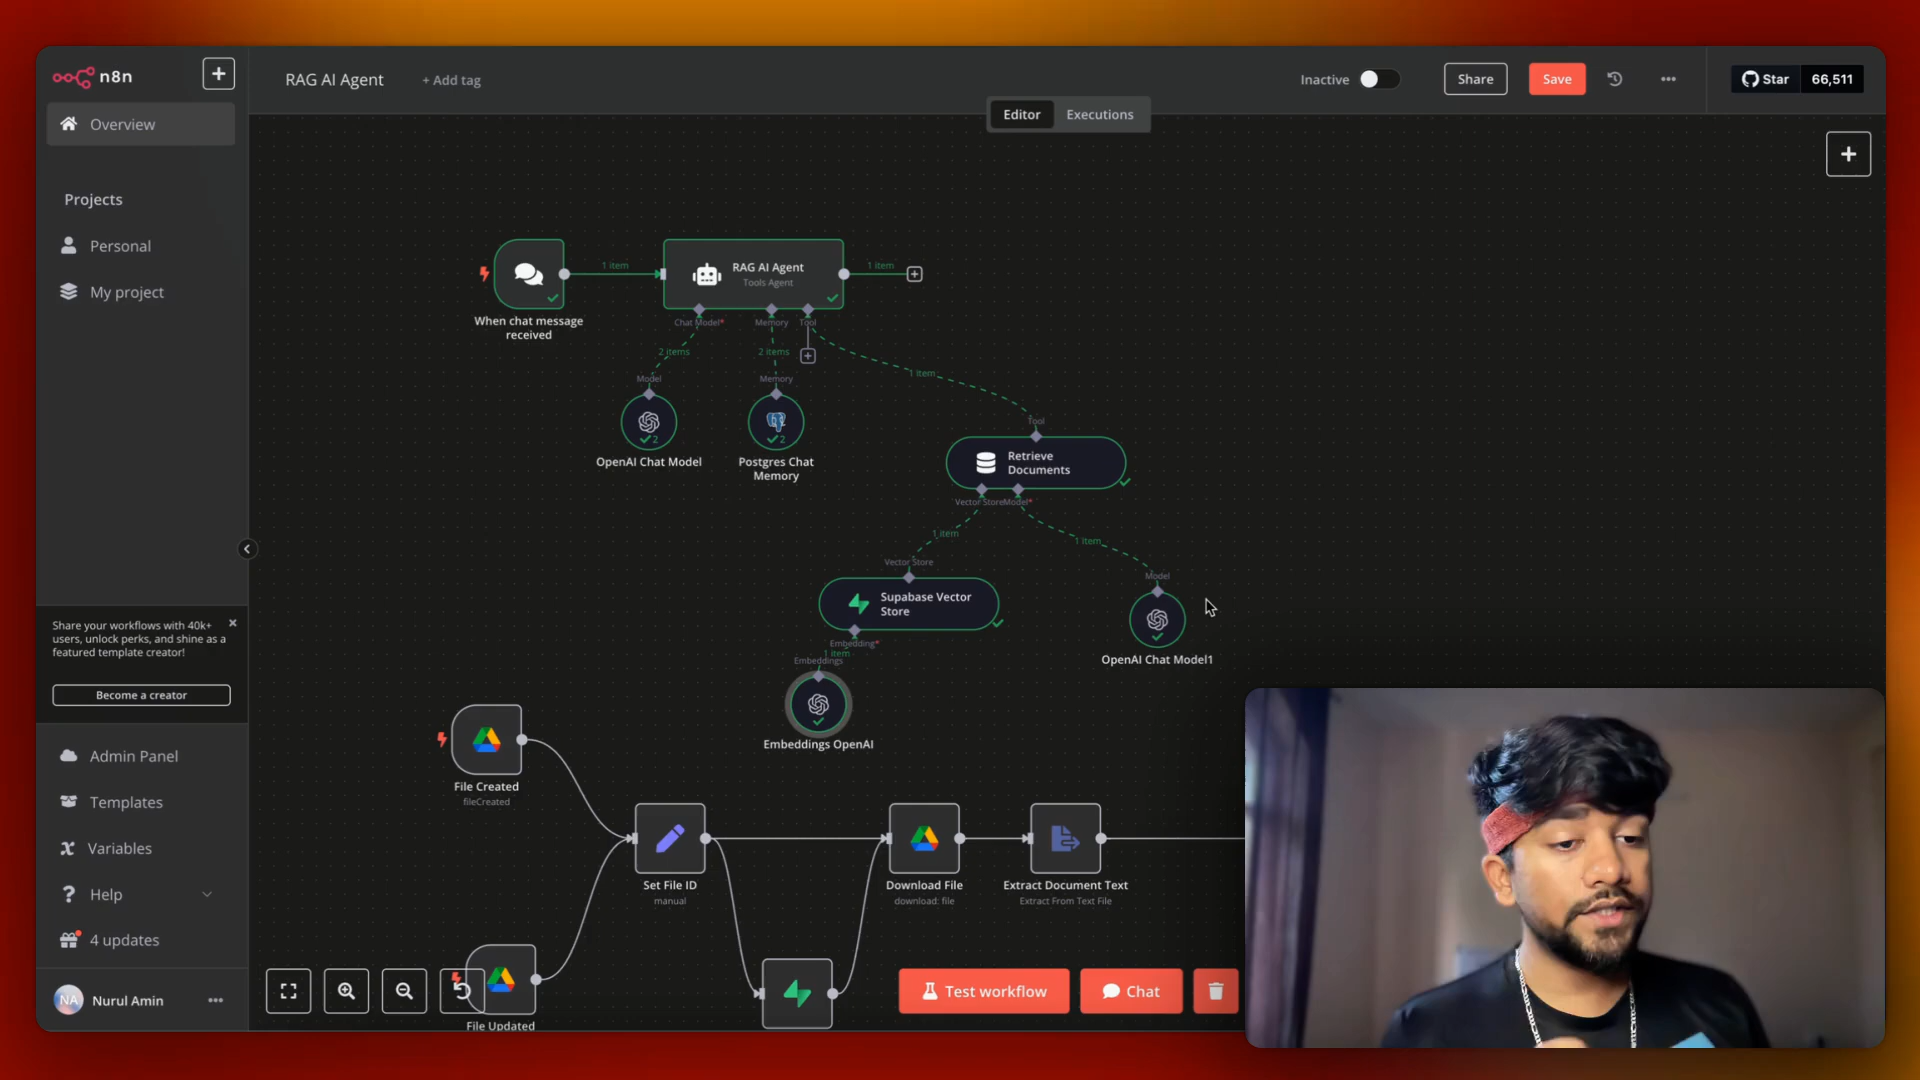 n8n
RAG AI Agent
+ Add tag
Inactive
Share
Save
Star
66,511
Editor
Executions
Overview
Projects
Personal
My project
1 item
RAG AI Agent
Tools Agent
1 item
When chat message
received
Chat Model*
Memory
Tool
2 items
2 items
1 item
Model
Memory
2
2
OpenAI Chat Model
Postgres Chat
Memory
Tool
Retrieve
Documents
Vector Store
Model*
1 item
1 item
Vector Store
Model
Supabase Vector
Store
Embedding*
1 item
Embeddings
OpenAI Chat Model1
Embeddings OpenAI
Share your workflows with 40k+
users, unlock perks, and shine as a
featured template creator!
Become a creator
Admin Panel
Templates
Variables
Help
4 updates
NA
Nurul Amin
File Created
fileCreated
Set File ID
manual
Download File
download: file
Extract Document Text
Extract From Text File
File Updated
Test workflow
Chat